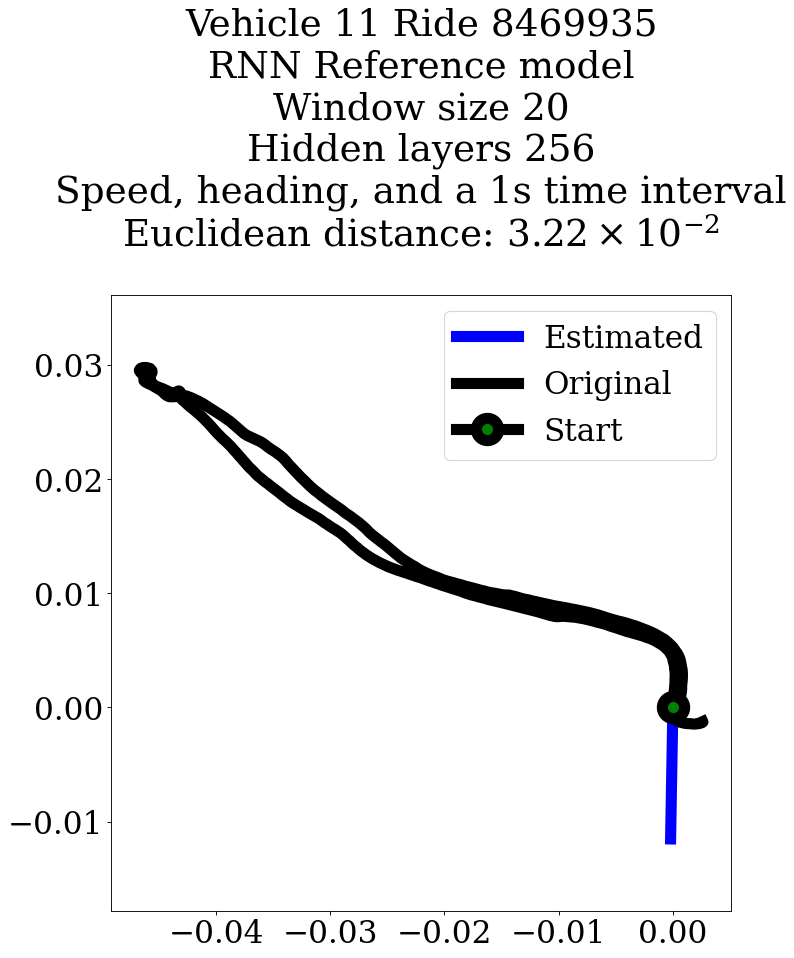 Vehicle 11 Ride 8469935
RNN Reference model
Window size 20
Hidden layers 256
Speed, heading, and a 1s time interval
Euclidean distance: 3.22 × 10⁻²
Estimated
Original
Start
0.03
0.02
0.01
0.00
−0.01
−0.04 −0.03 −0.02 −0.01 0.00